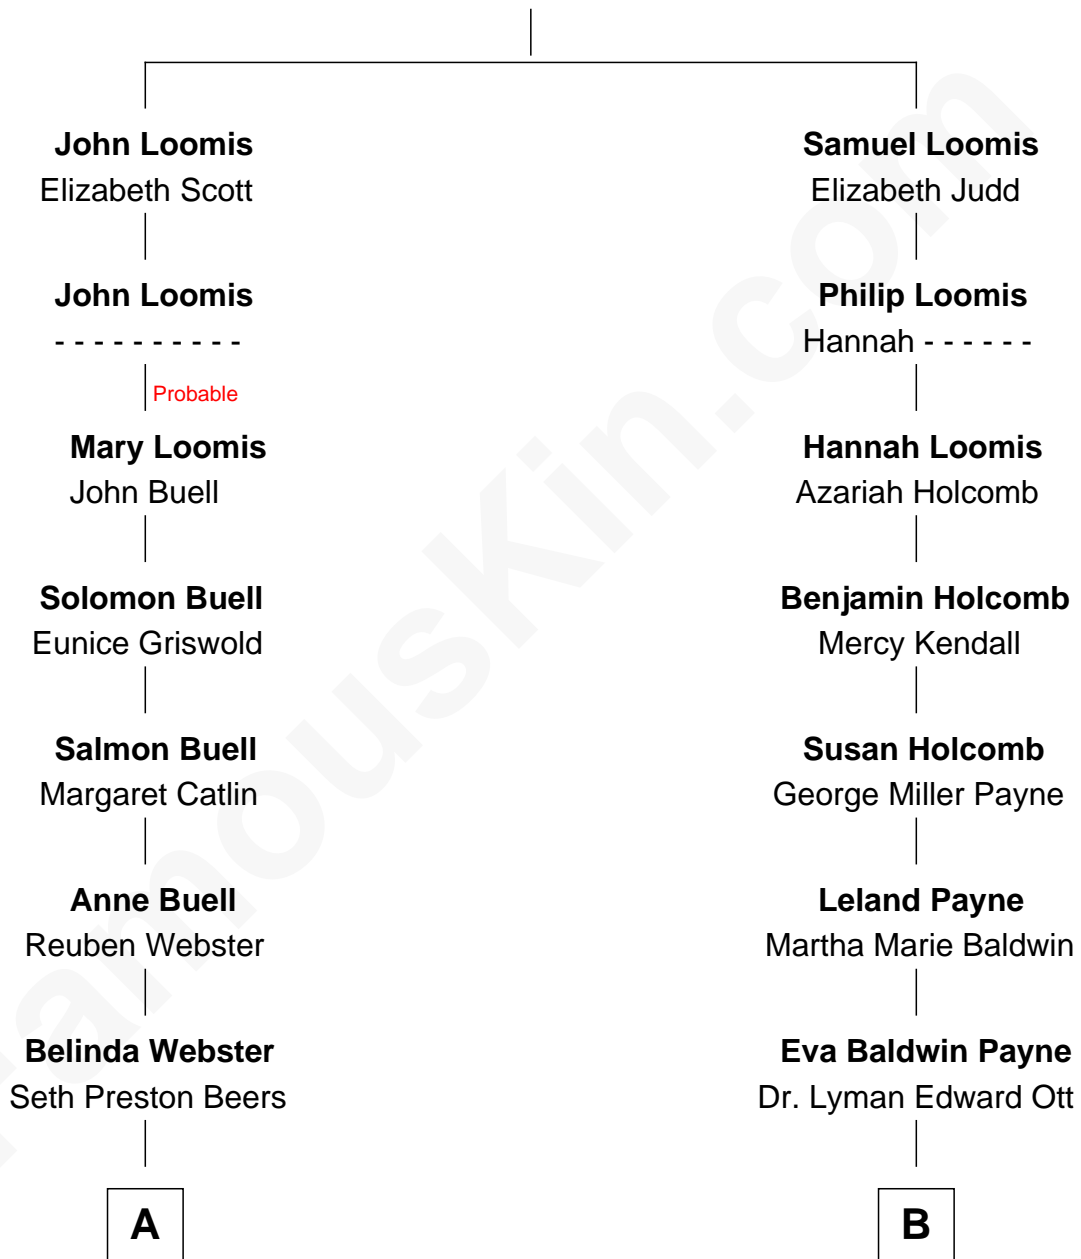 John Loomis
Elizabeth Scott
John Loomis
- - - - - - - - - -
Probable
Mary Loomis
John Buell
Solomon Buell
Eunice Griswold
Salmon Buell
Margaret Catlin
Anne Buell
Reuben Webster
Belinda Webster
Seth Preston Beers
A
Samuel Loomis
Elizabeth Judd
Philip Loomis
Hannah - - - - - -
Hannah Loomis
Azariah Holcomb
Benjamin Holcomb
Mercy Kendall
Susan Holcomb
George Miller Payne
Leland Payne
Martha Marie Baldwin
Eva Baldwin Payne
Dr. Lyman Edward Ott
B
FamousKin.com